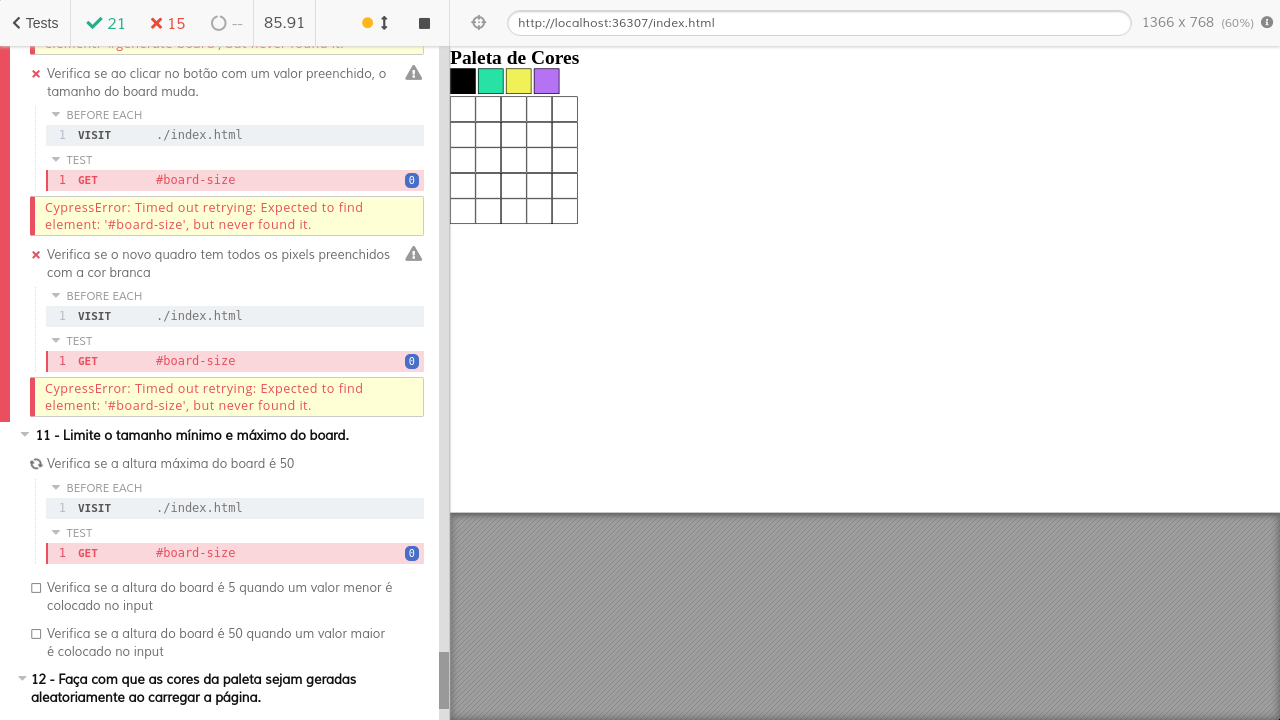 Tests
21
15
--
85.91
http://localhost:36307/index.html
1366 x 768 (60%)
element: '#generate-board', but never found it.
Verifica se ao clicar no botão com um valor preenchido, o
tamanho do board muda.
BEFORE EACH
1 VISIT ./index.html
TEST
1 GET #board-size 0
CypressError: Timed out retrying: Expected to find
element: '#board-size', but never found it.
Verifica se o novo quadro tem todos os pixels preenchidos
com a cor branca
BEFORE EACH
1 VISIT ./index.html
TEST
1 GET #board-size 0
CypressError: Timed out retrying: Expected to find
element: '#board-size', but never found it.
11 - Limite o tamanho mínimo e máximo do board.
Verifica se a altura máxima do board é 50
BEFORE EACH
1 VISIT ./index.html
TEST
1 GET #board-size 0
Verifica se a altura do board é 5 quando um valor menor é
colocado no input
Verifica se a altura do board é 50 quando um valor maior
é colocado no input
12 - Faça com que as cores da paleta sejam geradas
aleatoriamente ao carregar a página.
Paleta de Cores